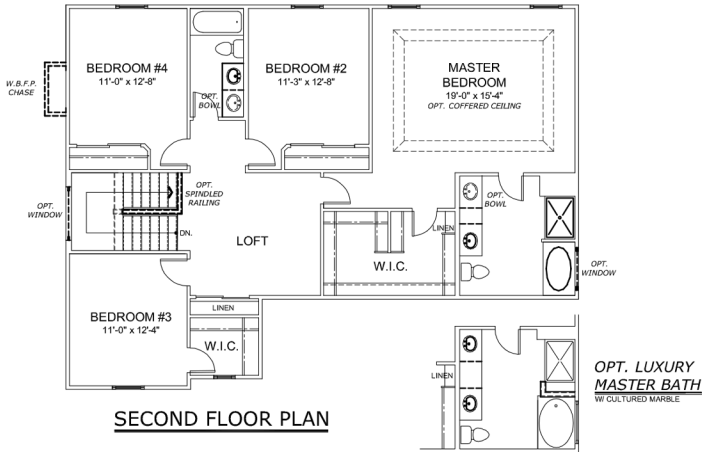 W.B.F.P.
CHASE
BEDROOM #4
11'-0" x 12'-8"
OPT.
BOWL
BEDROOM #2
11'-3" x 12'-8"
MASTER
BEDROOM
19'-0" x 15'-4"
OPT. COFFERED CEILING
OPT.
WINDOW
OPT.
SPINDLED
RAILING
DN.
LOFT
OPT.
BOWL
LINEN
W.I.C.
OPT.
WINDOW
BEDROOM #3
11'-0" x 12'-4"
LINEN
W.I.C.
LINEN
OPT. LUXURY
MASTER BATH
W/ CULTURED MARBLE
SECOND FLOOR PLAN